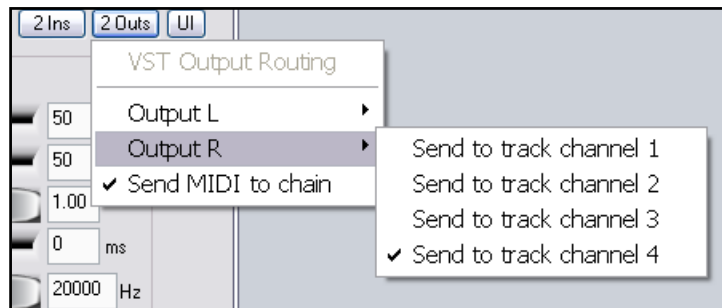 2 Ins 2 Outs UI
VST Output Routing
Output L
Output R
Send MIDI to chain
Send to track channel 1
Send to track channel 2
Send to track channel 3
Send to track channel 4
50
50
1.00
0 ms
20000 Hz